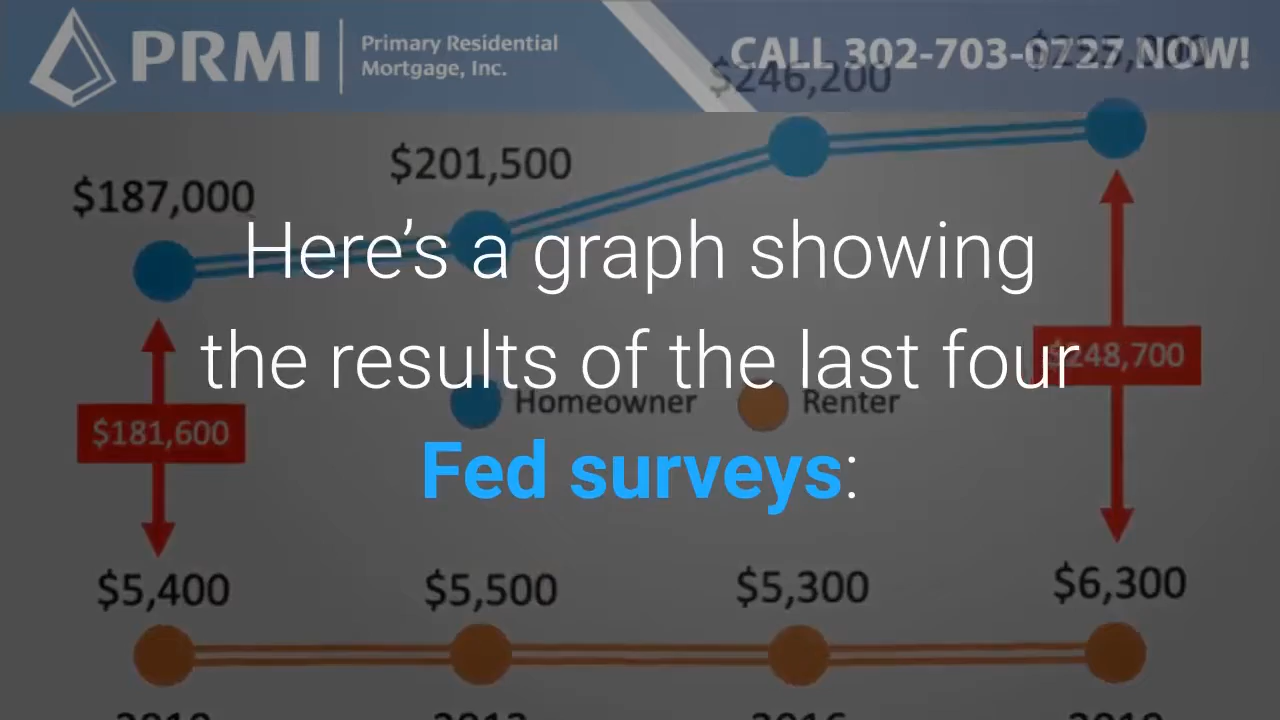 PRMI
Primary Residential
Mortgage, Inc.
CALL 302-703-0727 NOW!
$246,200
$201,500
$187,000
Here’s a graph showing
the results of the last four
Fed surveys:
$248,700
Homeowner
Renter
$181,600
$5,400
$5,500
$5,300
$6,300